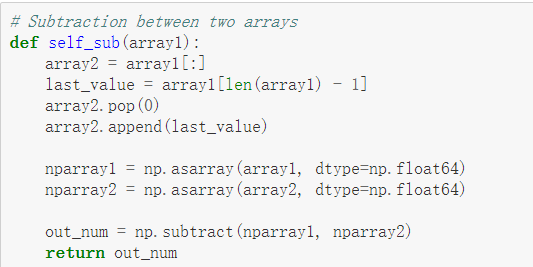 # Subtraction between two arrays
def self_sub(array1):
    array2 = array1[:]
    last_value = array1[len(array1) - 1]
    array2.pop(0)
    array2.append(last_value)

    nparray1 = np.asarray(array1, dtype=np.float64)
    nparray2 = np.asarray(array2, dtype=np.float64)

    out_num = np.subtract(nparray1, nparray2)
    return out_num